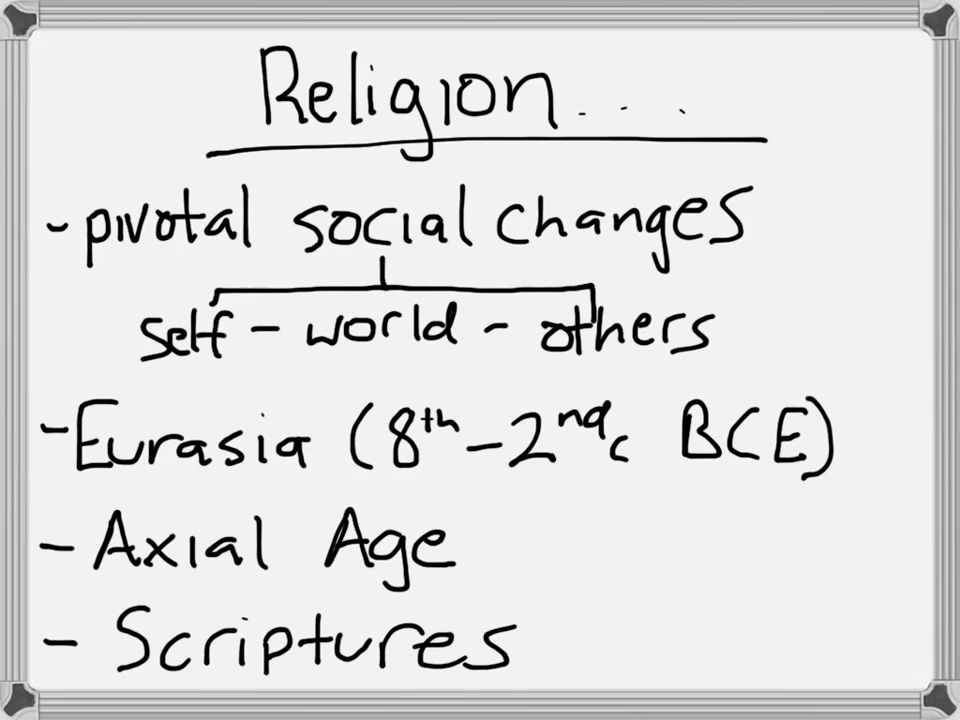 Religion...
- pivotal social changes
self - world - others
- Eurasia (8th - 2nd c BCE)
- Axial Age
- Scriptures